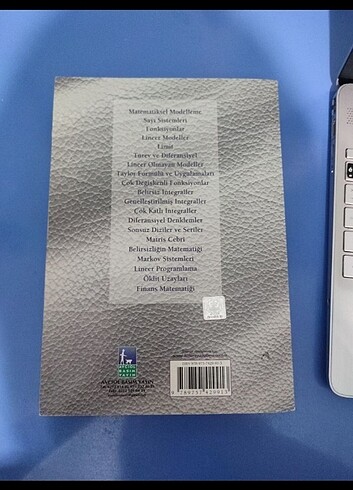 Matematiksel Modelleme
Sayı Sistemleri
Fonksiyonlar
Lineer Modeller
Limit
Türev ve Diferansiyel
Lineer Olmayan Modeller
Taylor Formülü ve Uygulamaları
Çok Değişkenli Fonksiyonlar
Belirsiz İntegraller
Genelleştirilmiş İntegraller
Çok Katlı İntegraller
Diferansiyel Denklemler
Sonsuz Diziler ve Seriler
Matris Cebri
Belirsizliğin Matematiği
Markov Sistemleri
Lineer Programlama
Öklit Uzayları
Finans Matematiği